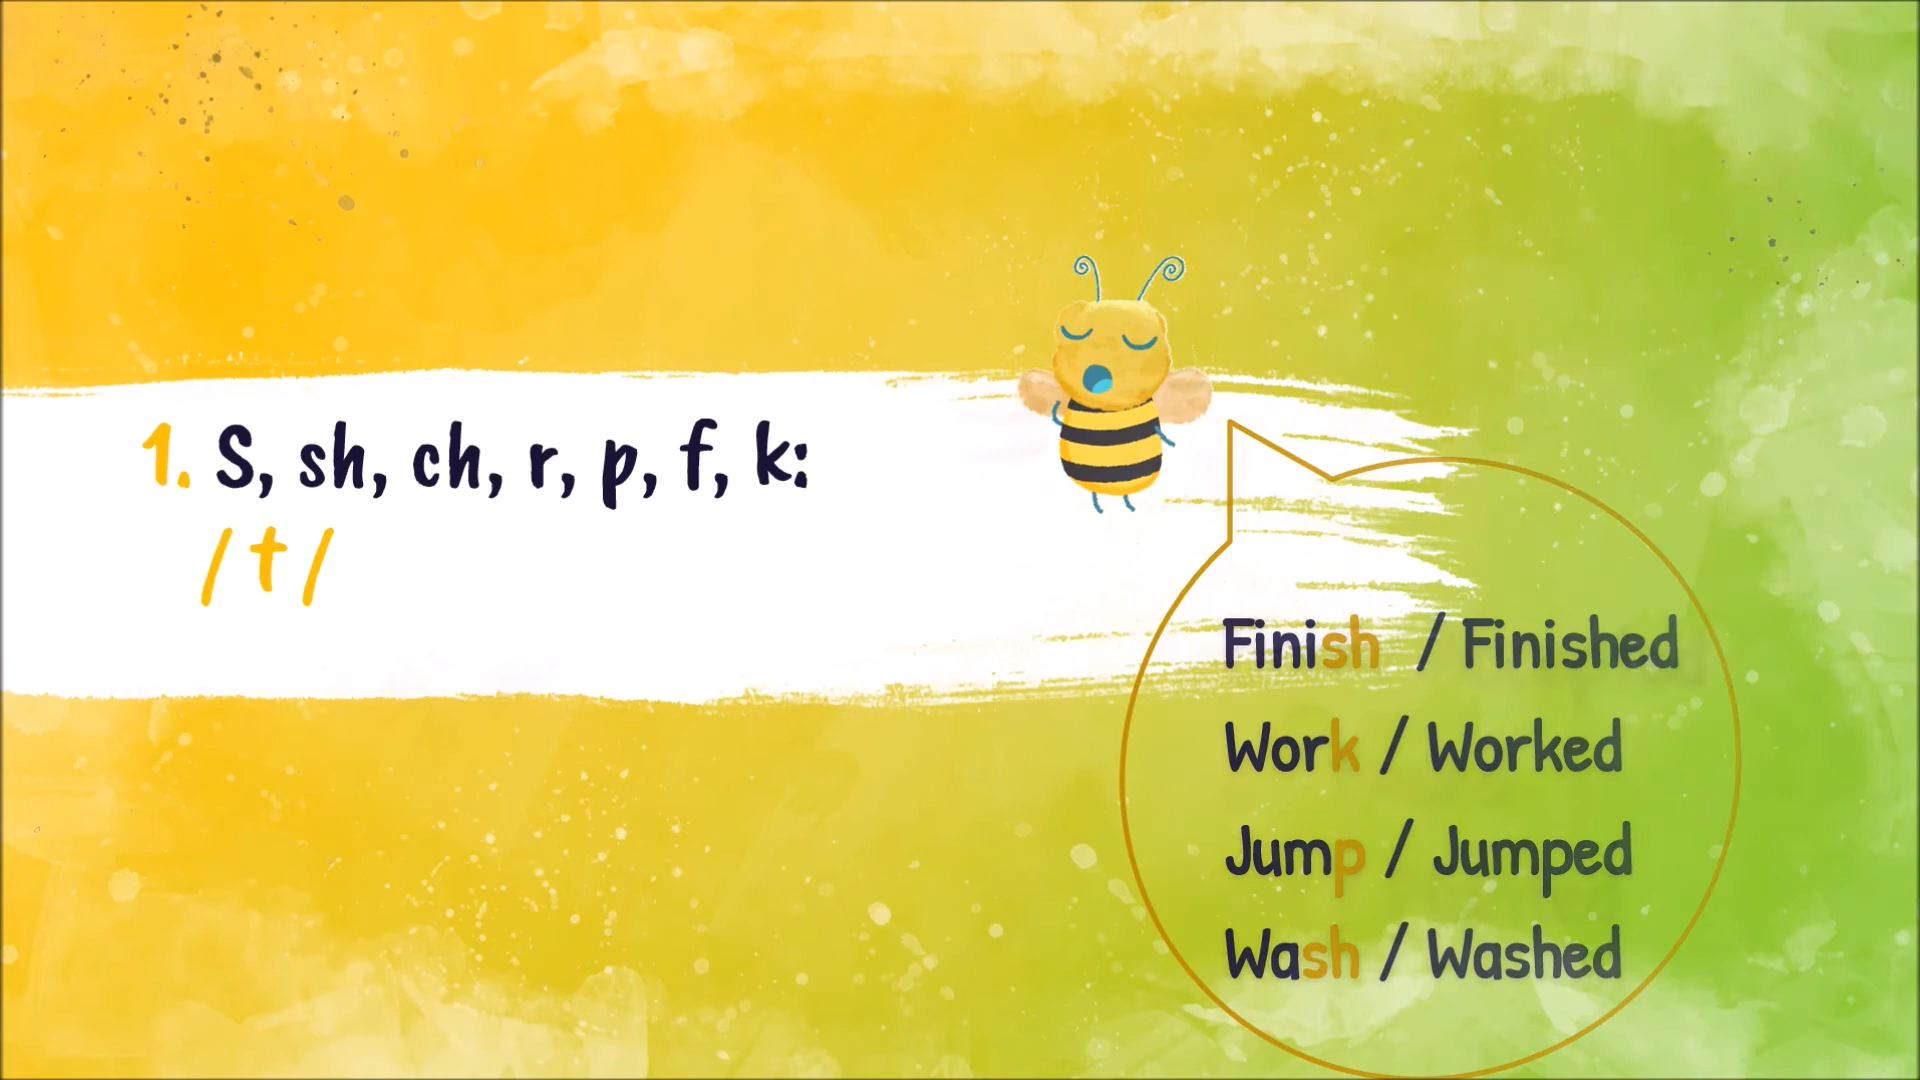 1. S, sh, ch, r, p, f, k:
/t/
Finish / Finished
Work / Worked
Jump / Jumped
Wash / Washed